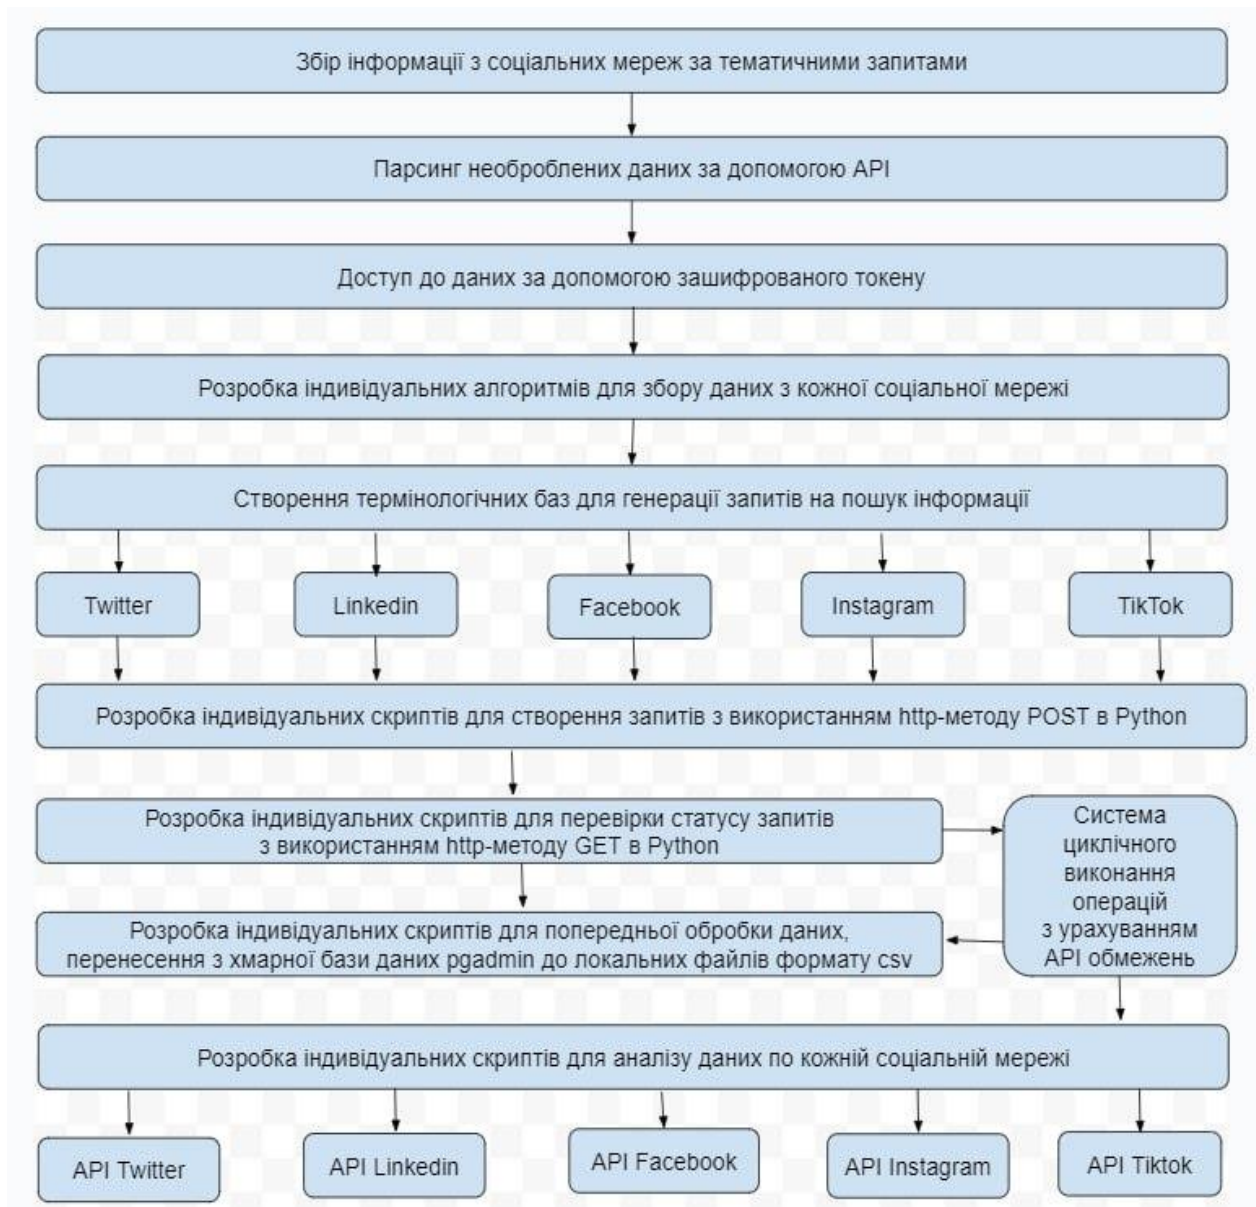 Збір інформації з соціальних мереж за тематичними запитами
Парсинг необроблених даних за допомогою API
Доступ до даних за допомогою зашифрованого токену
Розробка індивідуальних алгоритмів для збору даних з кожної соціальної мережі
Створення термінологічних баз для генерації запитів на пошук інформації
Twitter
Linkedin
Facebook
Instagram
TikTok
Розробка індивідуальних скриптів для створення запитів з використанням http-методу POST в Python
Розробка індивідуальних скриптів для перевірки статусу запитів
з використанням http-методу GET в Python
Система
циклічного
виконання
операцій
з урахуванням
API обмежень
Розробка індивідуальних скриптів для попередньої обробки даних,
перенесення з хмарної бази даних pgadmin до локальних файлів формату csv
Розробка індивідуальних скриптів для аналізу даних по кожній соціальній мережі
API Twitter
API Linkedin
API Facebook
API Instagram
API Tiktok